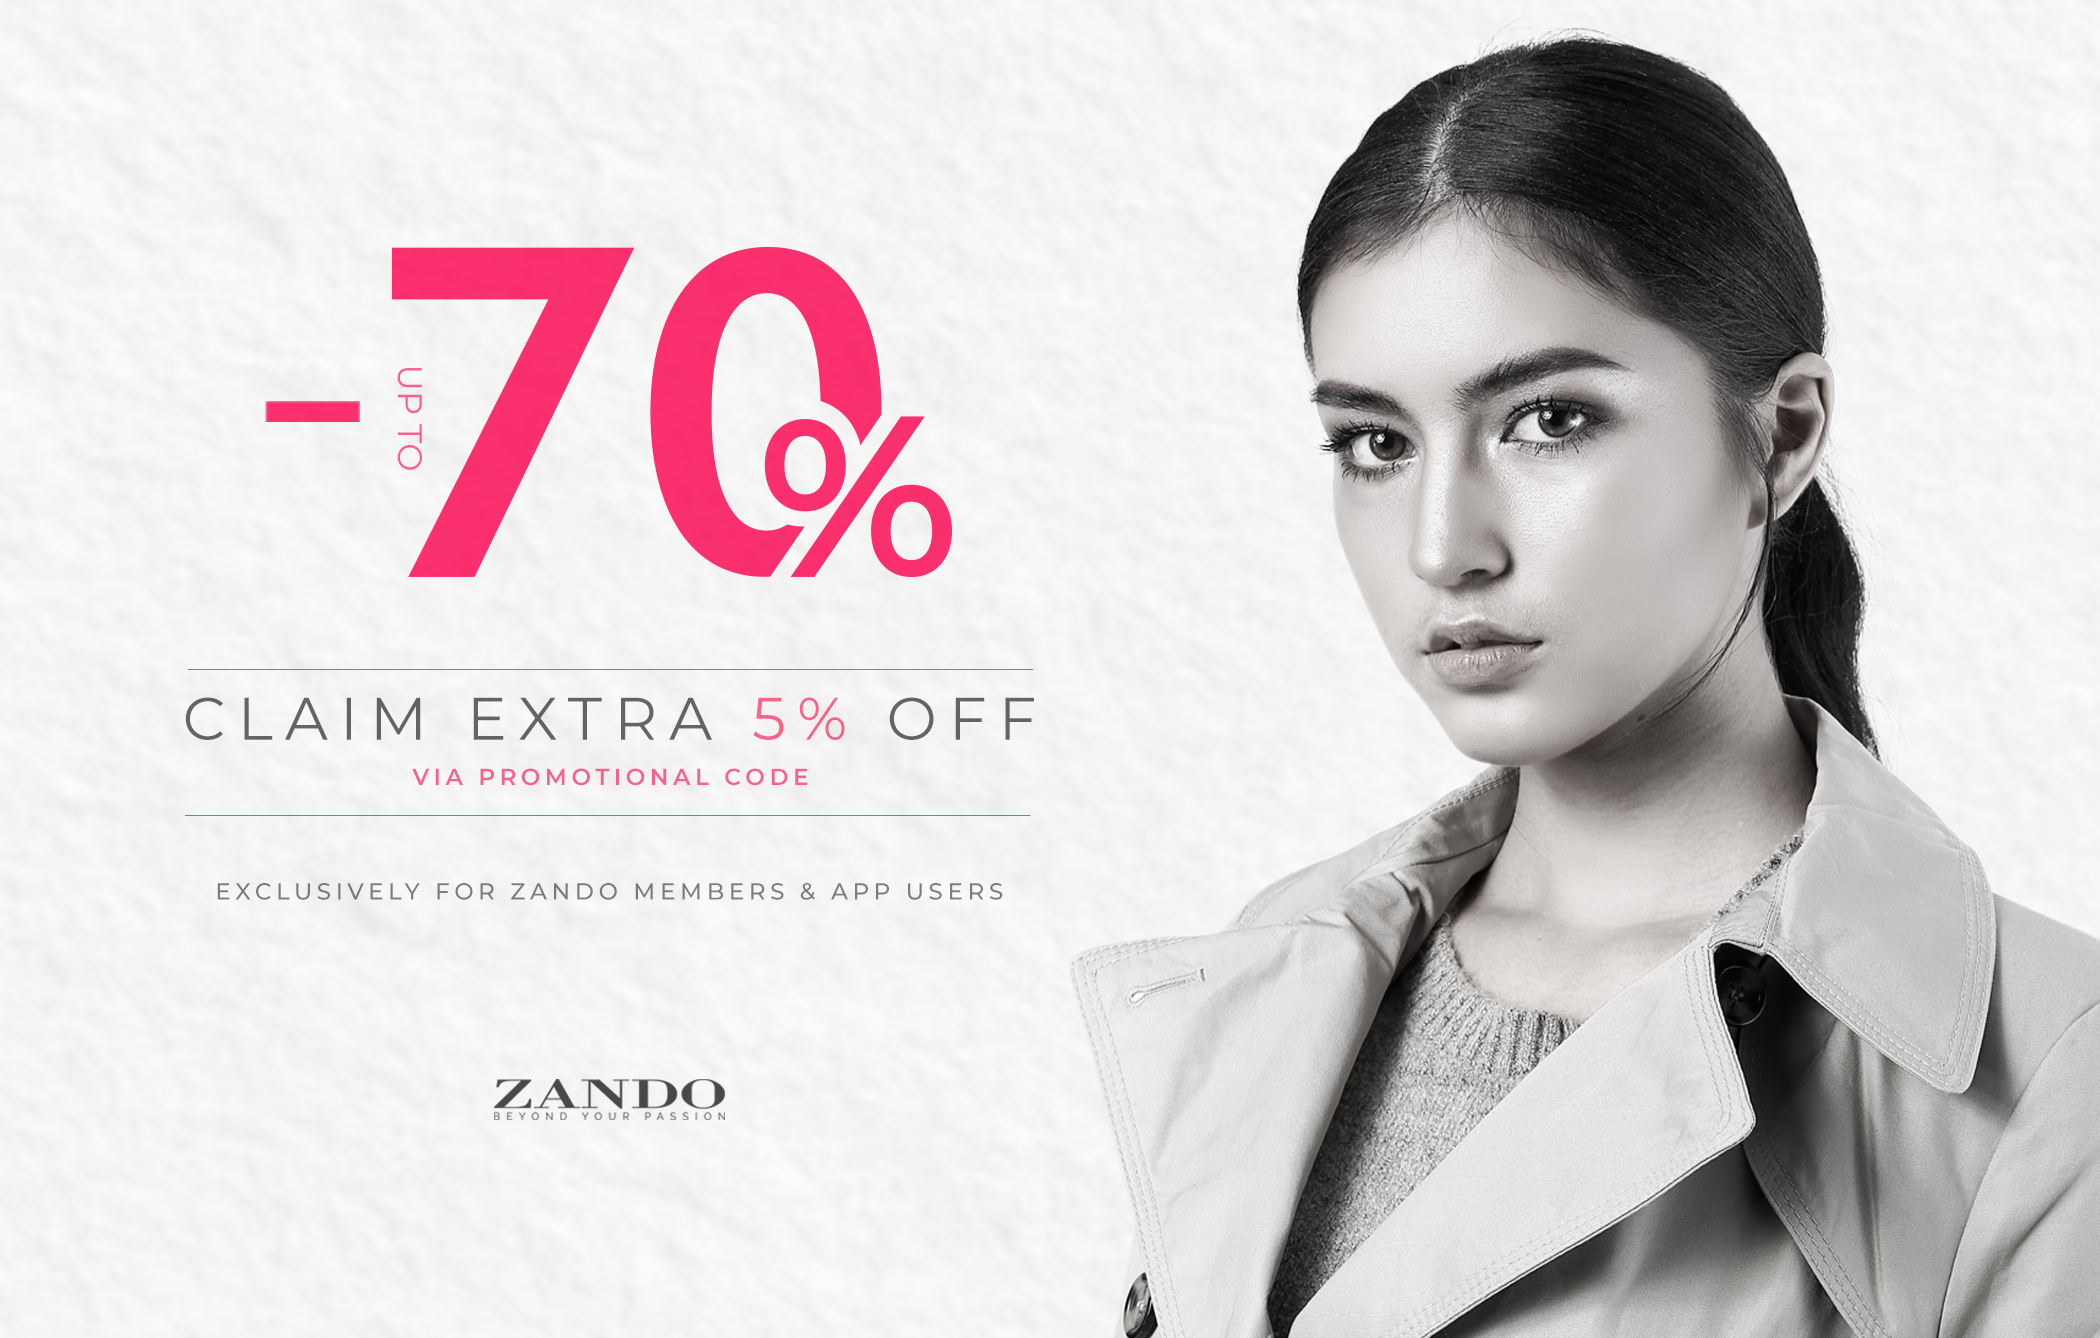 UP TO
-70%
CLAIM EXTRA 5% OFF
VIA PROMOTIONAL CODE
EXCLUSIVELY FOR ZANDO MEMBERS & APP USERS
ZANDO
BEYOND YOUR PASSION